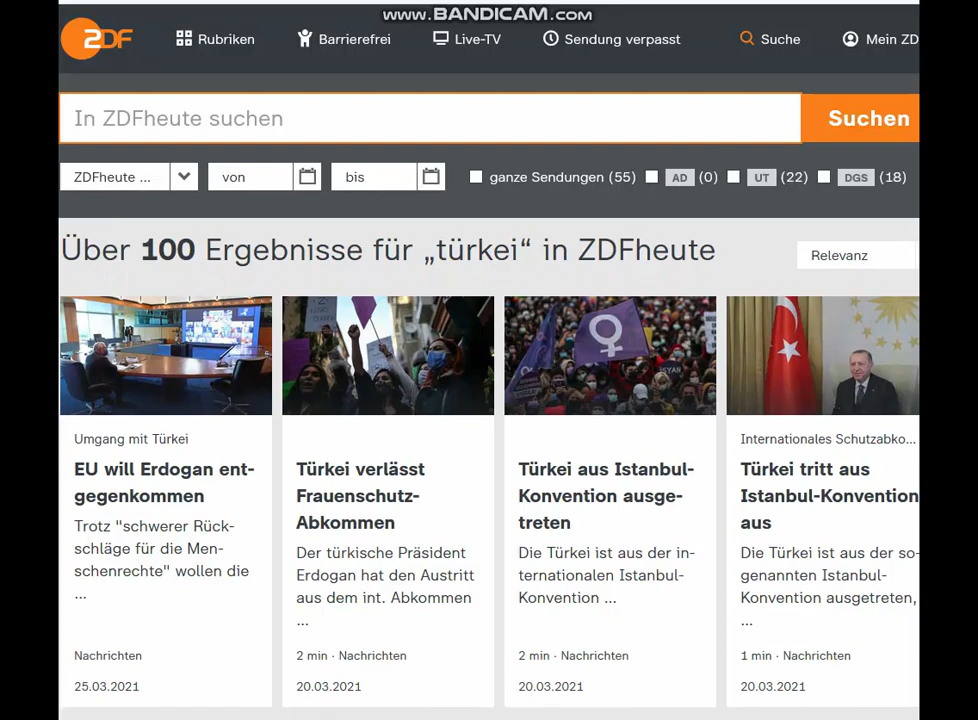 www.BANDICAM.com
ZDF
Rubriken
Barrierefrei
Live-TV
Sendung verpasst
Suche
Mein ZD
In ZDFheute suchen
Suchen
ZDFheute ...
von
bis
ganze Sendungen (55)
AD (0)
UT (22)
DGS (18)
Über 100 Ergebnisse für „türkei“ in ZDFheute
Relevanz
Umgang mit Türkei
EU will Erdogan ent-
gegenkommen
Trotz "schwerer Rück-
schläge für die Men-
schenrechte" wollen die
...
Nachrichten
25.03.2021
Türkei verlässt
Frauenschutz-
Abkommen
Der türkische Präsident
Erdogan hat den Austritt
aus dem int. Abkommen
...
2 min · Nachrichten
20.03.2021
ISYAN
Türkei aus Istanbul-
Konvention ausge-
treten
Die Türkei ist aus der in-
ternationalen Istanbul-
Konvention ...
2 min · Nachrichten
20.03.2021
Internationales Schutzabko...
Türkei tritt aus
Istanbul-Konvention
aus
Die Türkei ist aus der so-
genannten Istanbul-
Konvention ausgetreten,
...
1 min · Nachrichten
20.03.2021